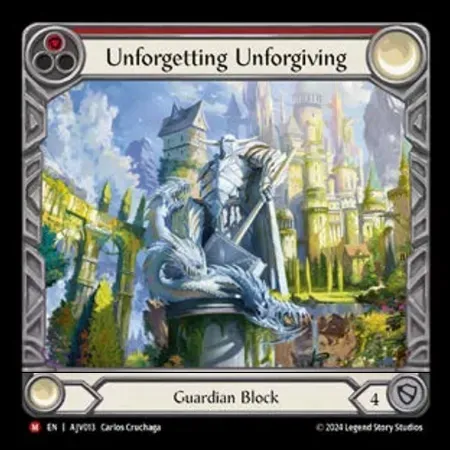 Unforgetting Unforgiving
Guardian Block
4
M EN | AJV013 Carlos Cruchaga © 2024 Legend Story Studios